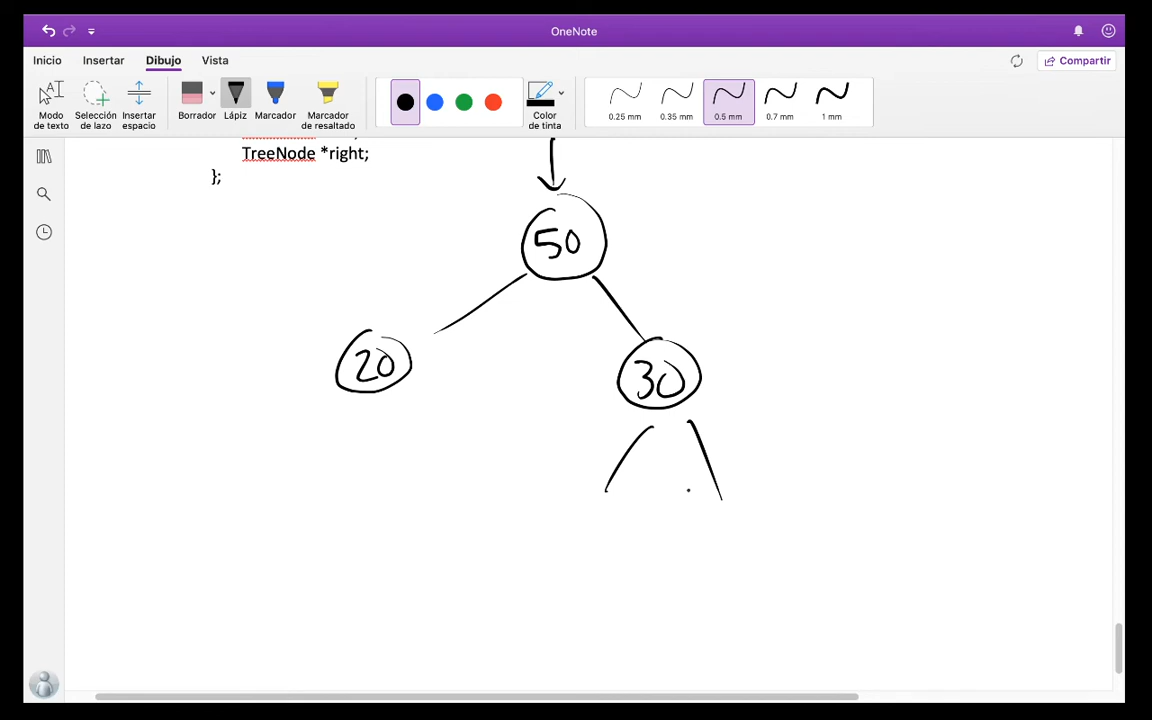 OneNote
Inicio Insertar Dibujo Vista
Compartir
Modo de texto
Selección de lazo
Insertar espacio
Borrador
Lápiz
Marcador
Marcador de resaltado
Color de tinta
0.25 mm
0.35 mm
0.5 mm
0.7 mm
1 mm
TreeNode *right;
};
50
20
30